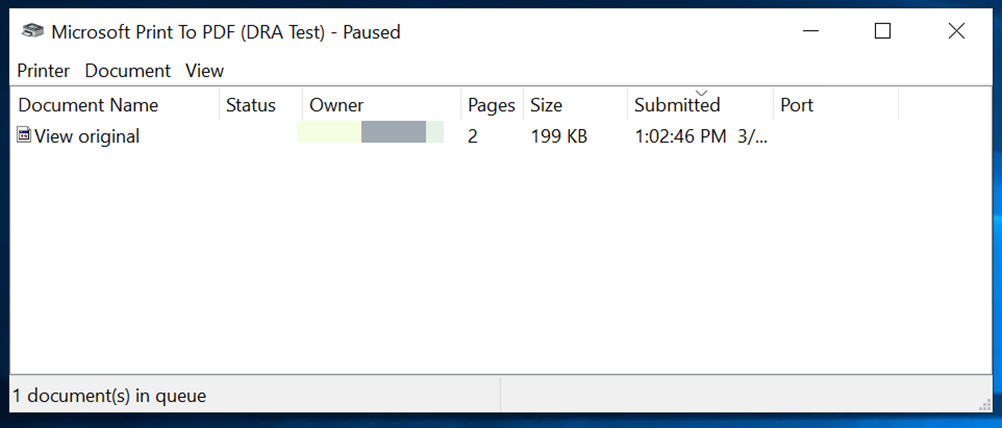 Microsoft Print To PDF (DRA Test) - Paused
Printer Document View
Document Name Status Owner Pages Size Submitted Port
View original 2 199 KB 1:02:46 PM 3/...
1 document(s) in queue